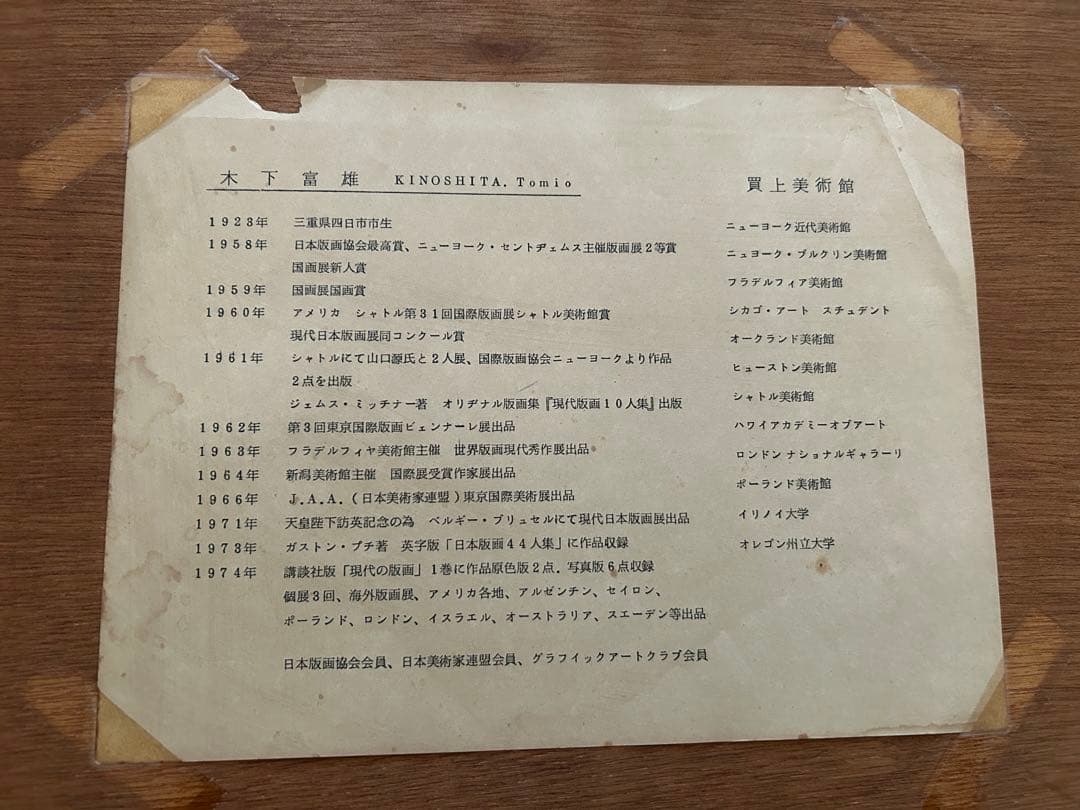 木下富雄 KINOSHITA. Tomio
1923年 三重県四日市市生
1958年 日本版画協会最高賞、ニューヨーク・セントヂェムス主催版画展2等賞
国画展新人賞
1959年 国画展国画賞
1960年 アメリカ シャトル第31回国際版画展シャトル美術館賞
現代日本版画展同コンクール賞
1961年 シャトルにて山口源氏と2人展、国際版画協会ニューヨークより作品
2点を出版
ジェムス・ミッチナー著 オリヂナル版画集『現代版画10人集』出版
1962年 第3回東京国際版画ビェンナーレ展出品
1963年 フラデルフィヤ美術館主催 世界版画現代秀作展出品
1964年 新潟美術館主催 国際展受賞作家展出品
1966年 J.A.A.(日本美術家連盟)東京国際美術展出品
1971年 天皇陛下訪英記念の為 ベルギー・ブリュセルにて現代日本版画展出品
1973年 ガストン・プチ著 英字版「日本版画44人集」に作品収録
1974年 講談社版「現代の版画」1巻に作品原色版2点.写真版6点収録
個展3回、海外版画展、アメリカ各地、アルゼンチン、セイロン、
ポーランド、ロンドン、イスラエル、オーストラリア、スエーデン等出品
日本版画協会会員、日本美術家連盟会員、グラフイックアートクラブ会員
買上美術館
ニューヨーク近代美術館
ニュヨーク・ブルクリン美術館
フラデルフィア美術館
シカゴ・アート スチュデント
オークランド美術館
ヒューストン美術館
シャトル美術館
ハワイアカデミーオブアート
ロンドンナショナルギャラーリ
ポーランド美術館
イリノイ大学
オレゴン州立大学